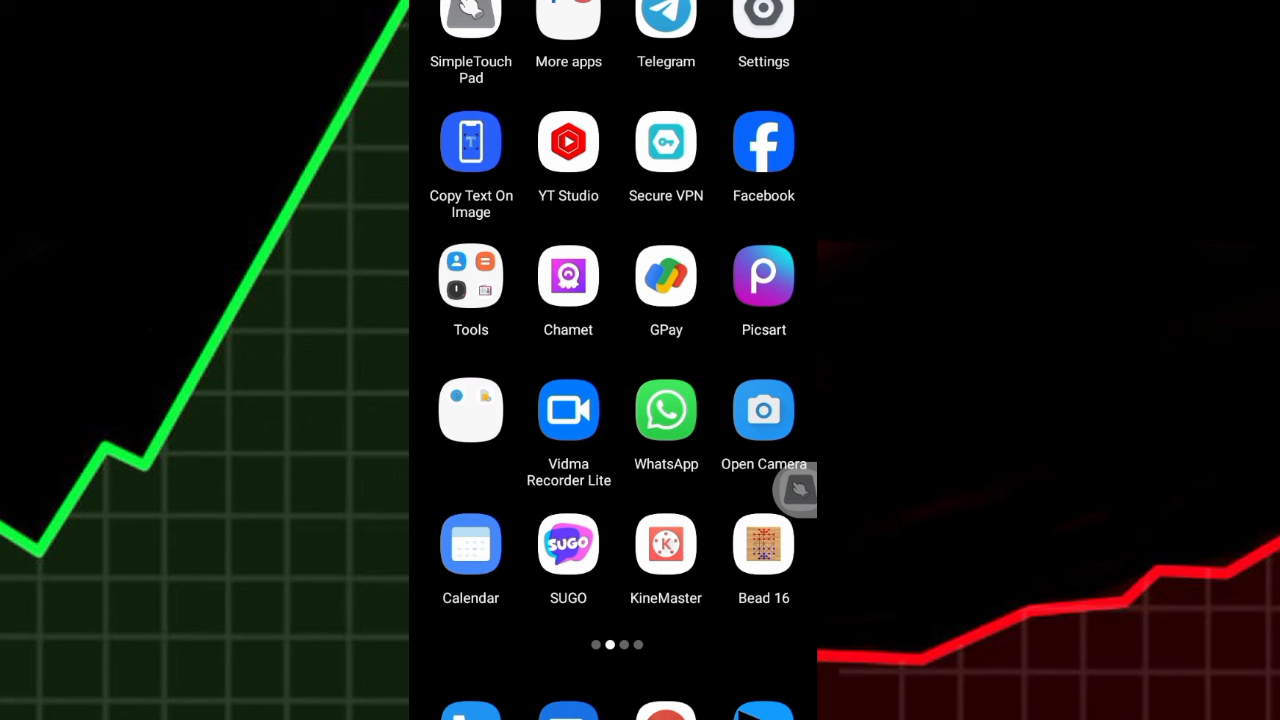 SimpleTouch Pad
More apps
Telegram
Settings
Copy Text On Image
YT Studio
Secure VPN
Facebook
Tools
Chamet
GPay
Picsart
Vidma Recorder Lite
WhatsApp
Open Camera
Calendar
SUGO
SUGO
KineMaster
Bead 16